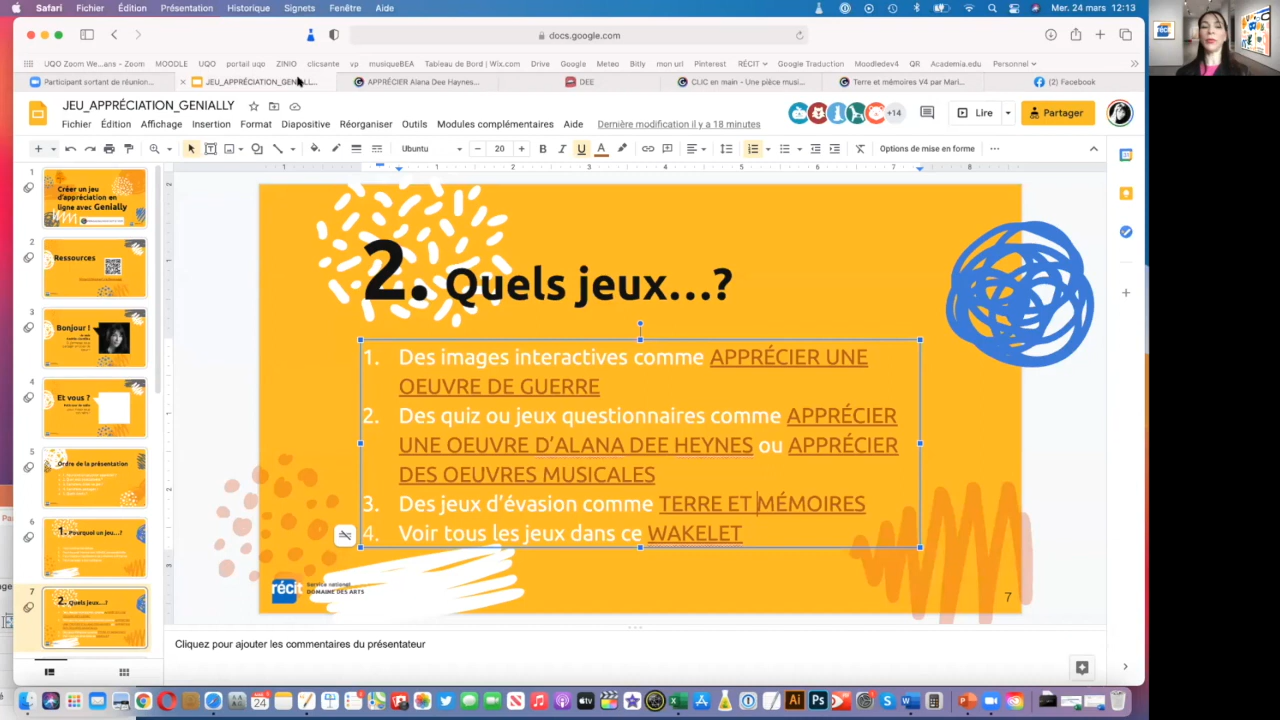 Safari Fichier Édition Présentation Historique Signets Fenêtre Aide Mer. 24 mars 12:13
docs.google.com
UQO Zoom We...ans – Zoom MOODLE UQO portail uqo ZINIO clicsante vp musiqueBEA Tableau de Bord | Wix.com Drive Google Bitly mon url Pinterest RÉCIT Google Traduction Moodledev4 QR Academia.edu Personnel
Participant sortant de réunion... JEU_APPRÉCIATION_GENIALLY... APPRÉCIER Alana Dee Haynes... DEE CLIC en main - Une pièce musi... Terre et mémoires V4 par Mari... (2) Facebook
JEU_APPRÉCIATION_GENIALLY
+14 Lire Partager
Fichier Édition Affichage Insertion Format Diapositive Réorganiser Outils Modules complémentaires Aide Dernière modification il y a 18 minutes
Ubuntu 20 Options de mise en forme
1 Créer un jeu d'appréciation en ligne avec Genially
2 Ressources
3 Bonjour !
4 Et vous ?
5 Ordre de la présentation
6 1. Pourquoi un jeu...?
7 2. Quels jeux...?
2. Quels jeux...?
1. Des images interactives comme APPRÉCIER UNE
OEUVRE DE GUERRE
2. Des quiz ou jeux questionnaires comme APPRÉCIER
UNE OEUVRE D'ALANA DEE HEYNES ou APPRÉCIER
DES OEUVRES MUSICALES
3. Des jeux d'évasion comme TERRE ET MÉMOIRES
4. Voir tous les jeux dans ce WAKELET
récit Service national
DOMAINE DES ARTS
7
Cliquez pour ajouter les commentaires du présentateur